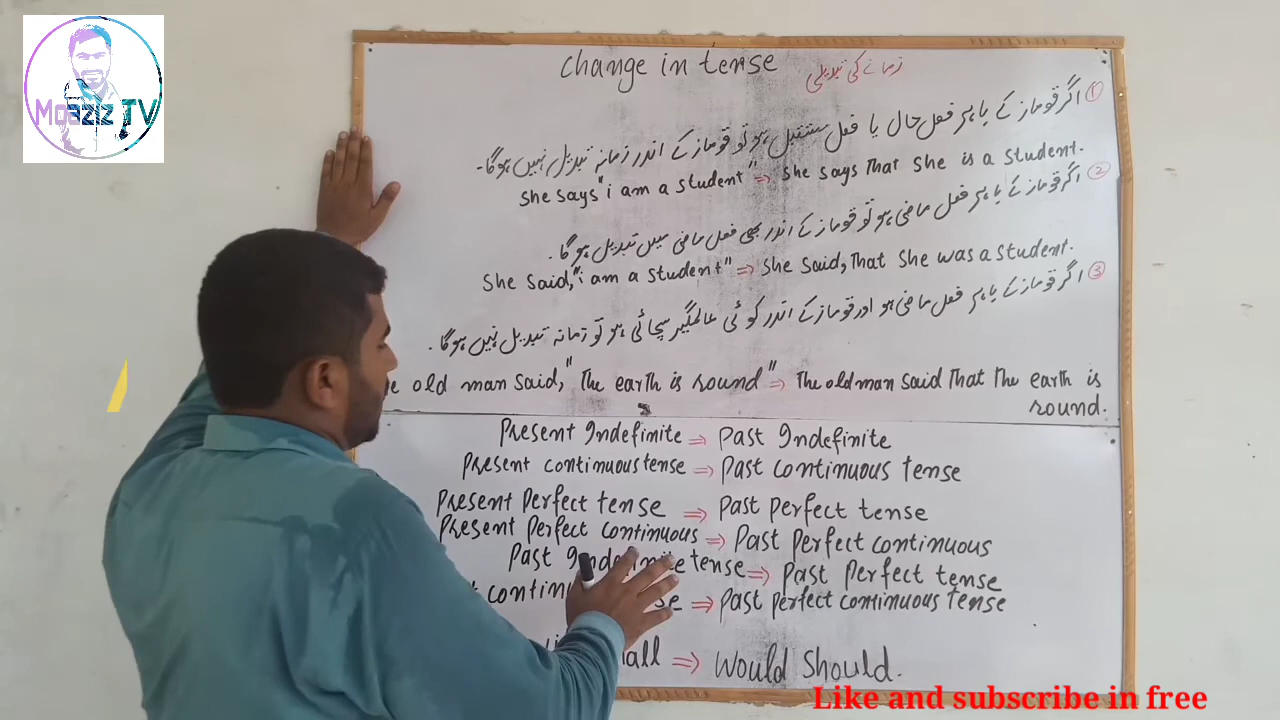 Moaziz TV
Change in tense زمانے کی تبدیلی
① اگر قوماز کے باہر فعل حال یا فعل مستقبل ہو تو قوماز کے اندر زمانہ تبدیل نہیں ہوگا۔
She says "i am a student" ⇒ She says That She is a student.
② اگر قوماز کے باہر فعل ماضی ہو تو قوماز کے اندر بھی فعل ماضی میں تبدیل ہوگا۔
She Said, "i am a student" ⇒ She Said, That She was a student.
③ اگر قوماز کے باہر فعل ماضی ہو اور قوماز کے اندر کوئی عالمگیر سچائی ہو تو زمانہ تبدیل نہیں ہوگا۔
old man Said, "The earth is round" ⇒ The old man Said That The earth is
round.
Present Indefinite ⇒ Past Indefinite
Present continuous tense ⇒ Past continuous tense
Present Perfect tense ⇒ Past Perfect tense
Present Perfect continuous ⇒ Past Perfect continuous
Past Indefinite tense ⇒ Past Perfect tense
⇒ Past Perfect continuous tense
⇒ Would Should.
Like and subscribe in free